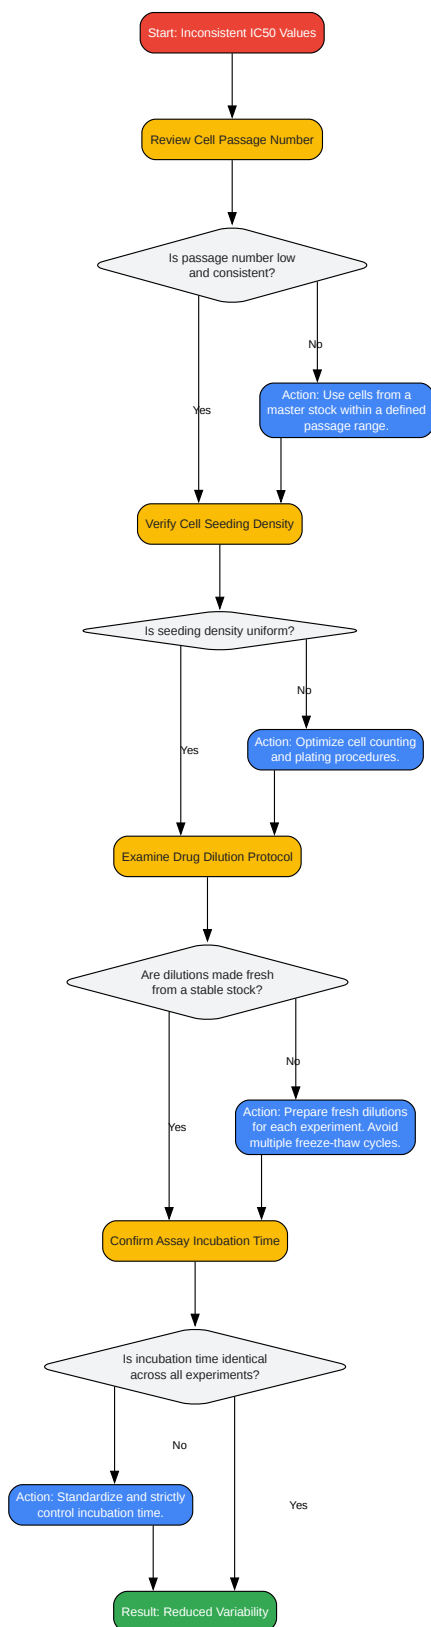 Start: Inconsistent IC50 Values
Review Cell Passage Number
Is passage number low
and consistent?
No
Action: Use cells from a
master stock within a defined
passage range.
Yes
Verify Cell Seeding Density
Is seeding density uniform?
No
Action: Optimize cell counting
and plating procedures.
Yes
Examine Drug Dilution Protocol
Are dilutions made fresh
from a stable stock?
No
Action: Prepare fresh dilutions
for each experiment. Avoid
multiple freeze-thaw cycles.
Yes
Confirm Assay Incubation Time
Is incubation time identical
across all experiments?
No
Action: Standardize and strictly
control incubation time.
Yes
Result: Reduced Variability